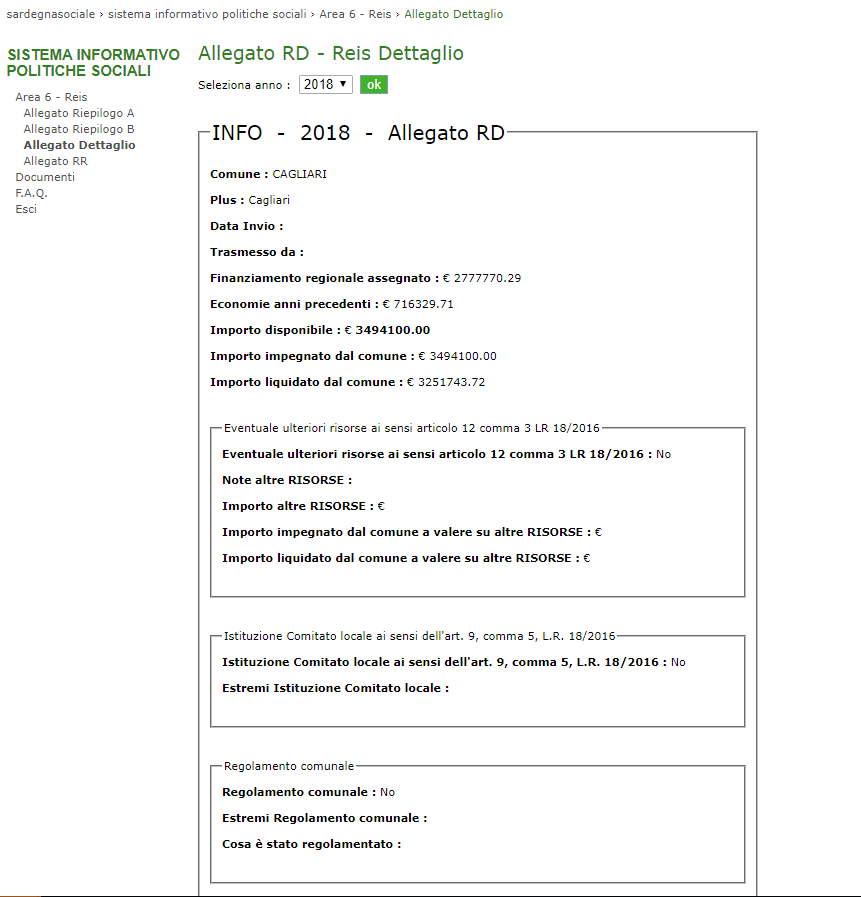 sardegnasociale › sistema informativo politiche sociali › Area 6 - Reis › Allegato Dettaglio
SISTEMA INFORMATIVO
POLITICHE SOCIALI
Area 6 - Reis
Allegato Riepilogo A
Allegato Riepilogo B
Allegato Dettaglio
Allegato RR
Documenti
F.A.Q.
Esci
Allegato RD - Reis Dettaglio
Seleziona anno : 2018 ok
INFO - 2018 - Allegato RD
Comune : CAGLIARI
Plus : Cagliari
Data Invio :
Trasmesso da :
Finanziamento regionale assegnato : € 2777770.29
Economie anni precedenti : € 716329.71
Importo disponibile : € 3494100.00
Importo impegnato dal comune : € 3494100.00
Importo liquidato dal comune : € 3251743.72
Eventuale ulteriori risorse ai sensi articolo 12 comma 3 LR 18/2016
Eventuale ulteriori risorse ai sensi articolo 12 comma 3 LR 18/2016 : No
Note altre RISORSE :
Importo altre RISORSE : €
Importo impegnato dal comune a valere su altre RISORSE : €
Importo liquidato dal comune a valere su altre RISORSE : €
Istituzione Comitato locale ai sensi dell'art. 9, comma 5, L.R. 18/2016
Istituzione Comitato locale ai sensi dell'art. 9, comma 5, L.R. 18/2016 : No
Estremi Istituzione Comitato locale :
Regolamento comunale
Regolamento comunale : No
Estremi Regolamento comunale :
Cosa è stato regolamentato :